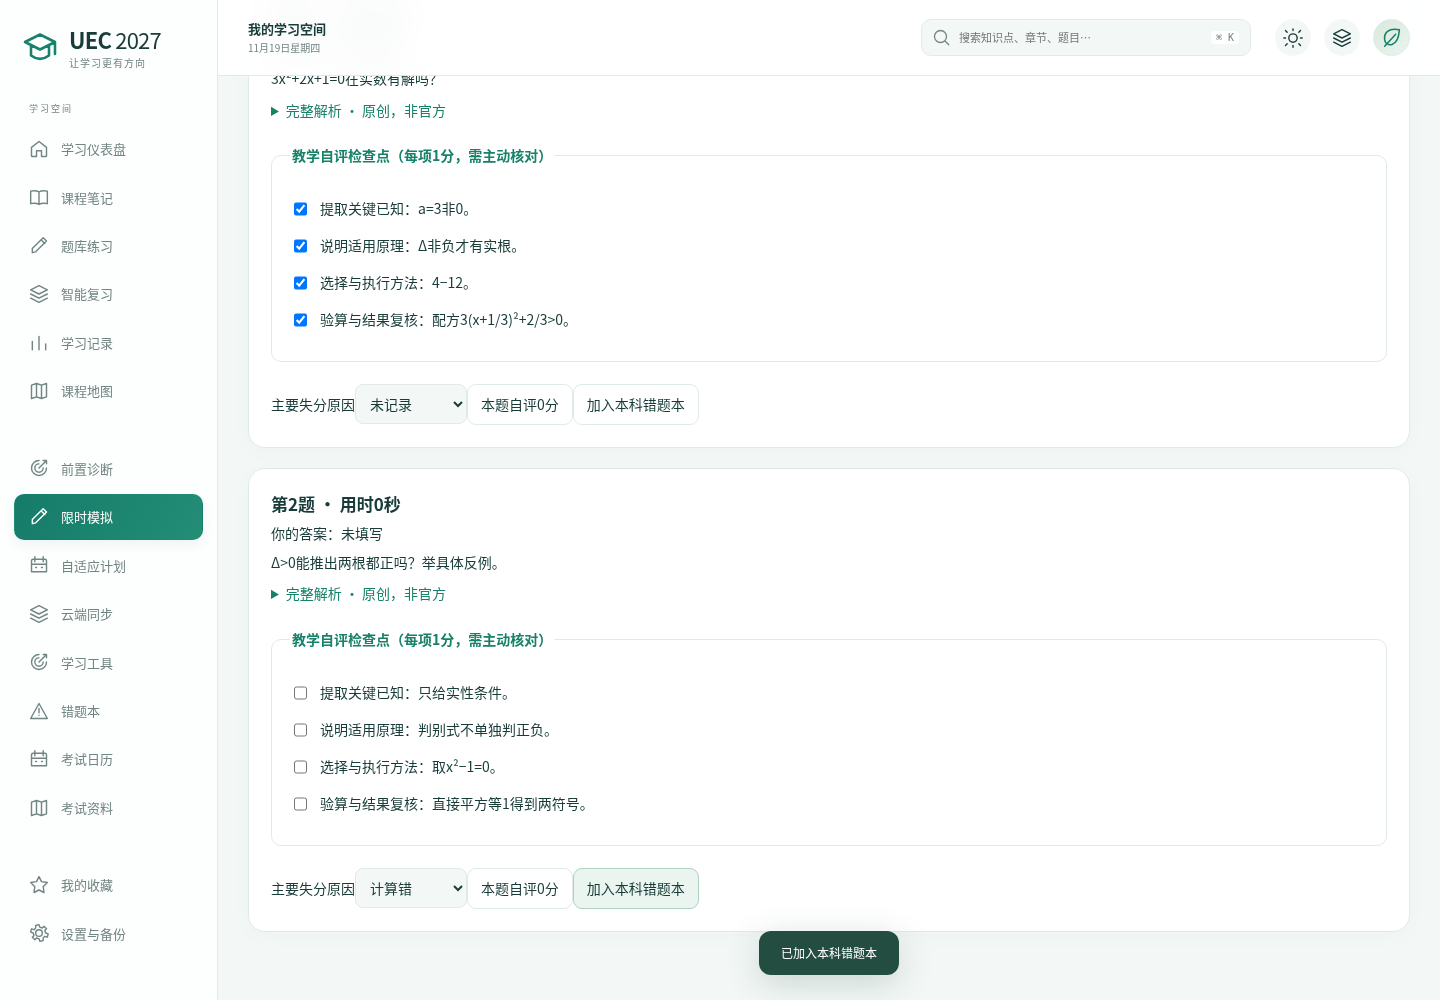 UEC 2027
让学习更有方向
学习空间
学习仪表盘
课程笔记
题库练习
智能复习
学习记录
课程地图
前置诊断
限时模拟
自适应计划
云端同步
学习工具
错题本
考试日历
考试资料
我的收藏
设置与备份
我的学习空间
11月19日星期四
搜索知识点、章节、题目…
⌘ K
3x²+2x+1=0在实数有解吗？
▶ 完整解析 · 原创，非官方
教学自评检查点（每项1分，需主动核对）
提取关键已知：a=3非0。
说明适用原理：Δ非负才有实根。
选择与执行方法：4−12。
验算与结果复核：配方3(x+1/3)²+2/3>0。
主要失分原因 未记录 本题自评0分 加入本科错题本
第2题 · 用时0秒
你的答案：未填写
Δ>0能推出两根都正吗？举具体反例。
▶ 完整解析 · 原创，非官方
教学自评检查点（每项1分，需主动核对）
提取关键已知：只给实性条件。
说明适用原理：判别式不单独判正负。
选择与执行方法：取x²−1=0。
验算与结果复核：直接平方等1得到两符号。
主要失分原因 计算错 本题自评0分 加入本科错题本
已加入本科错题本